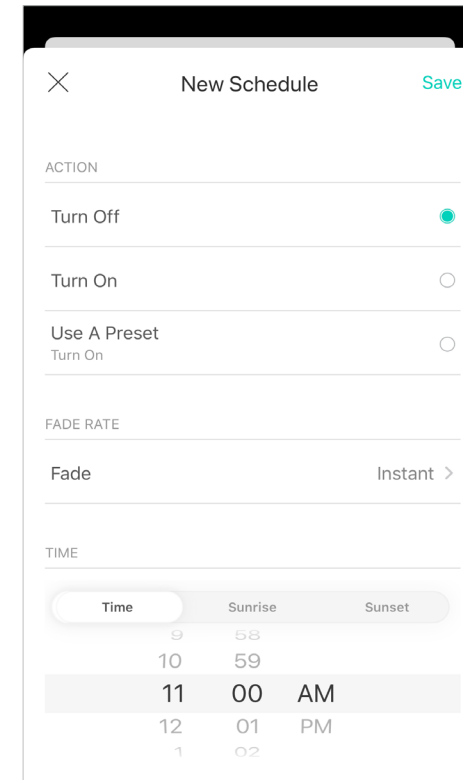 New Schedule Save
ACTION
Turn Off
Turn On
Use A Preset
Turn On
FADE RATE
Fade Instant
TIME
Time Sunrise Sunset
9 58
10 59
11 00 AM
12 01 PM
1 02